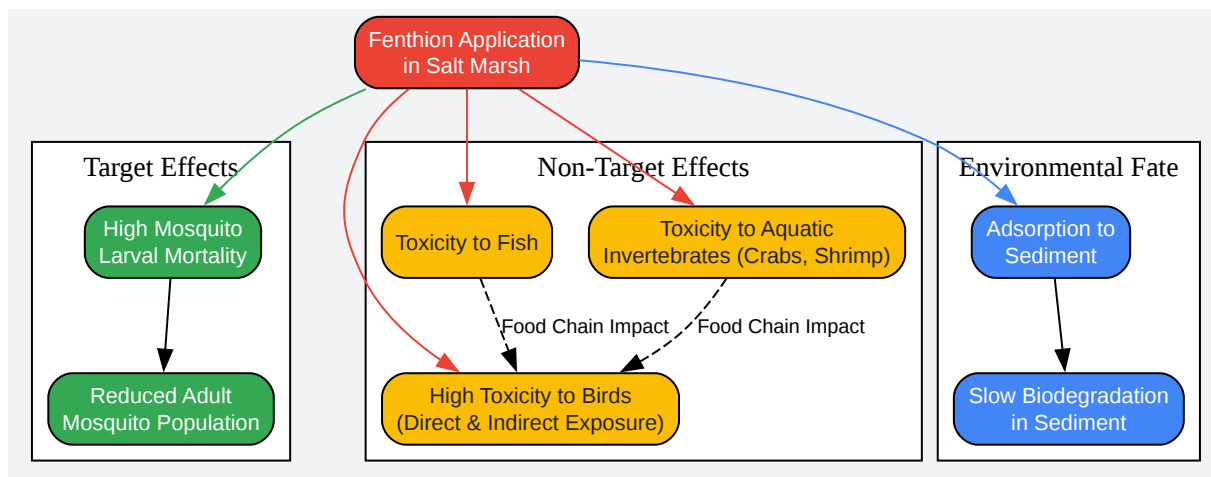 Fenthion Application
in Salt Marsh
Target Effects
Non-Target Effects
Environmental Fate
High Mosquito
Larval Mortality
Toxicity to Fish
Toxicity to Aquatic
Invertebrates (Crabs, Shrimp)
Adsorption to
Sediment
Food Chain Impact
Food Chain Impact
Reduced Adult
Mosquito Population
High Toxicity to Birds
(Direct & Indirect Exposure)
Slow Biodegradation
in Sediment